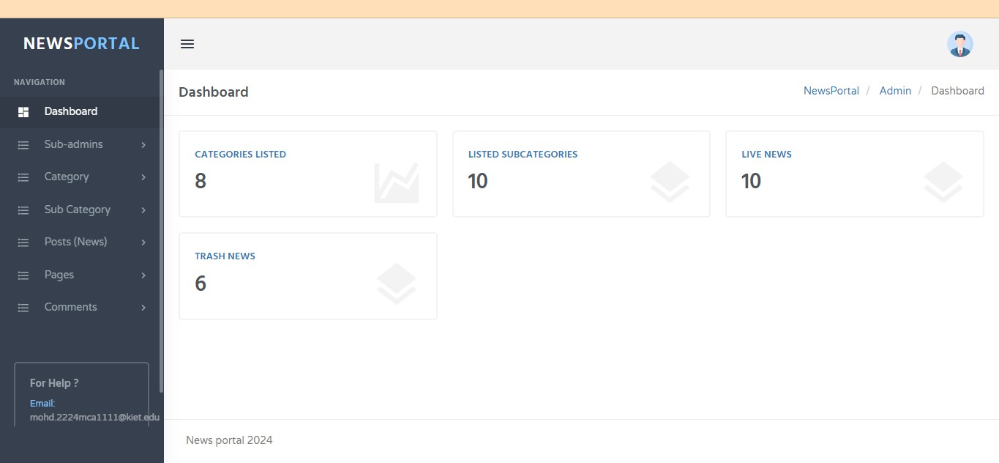 NEWSPORTAL
NAVIGATION
Dashboard
Sub-admins
Category
Sub Category
Posts (News)
Pages
Comments
For Help ?
Email:
mohd.2224mca1111@kiet.edu
Dashboard
NewsPortal / Admin / Dashboard
CATEGORIES LISTED
8
LISTED SUBCATEGORIES
10
LIVE NEWS
10
TRASH NEWS
6
News portal 2024